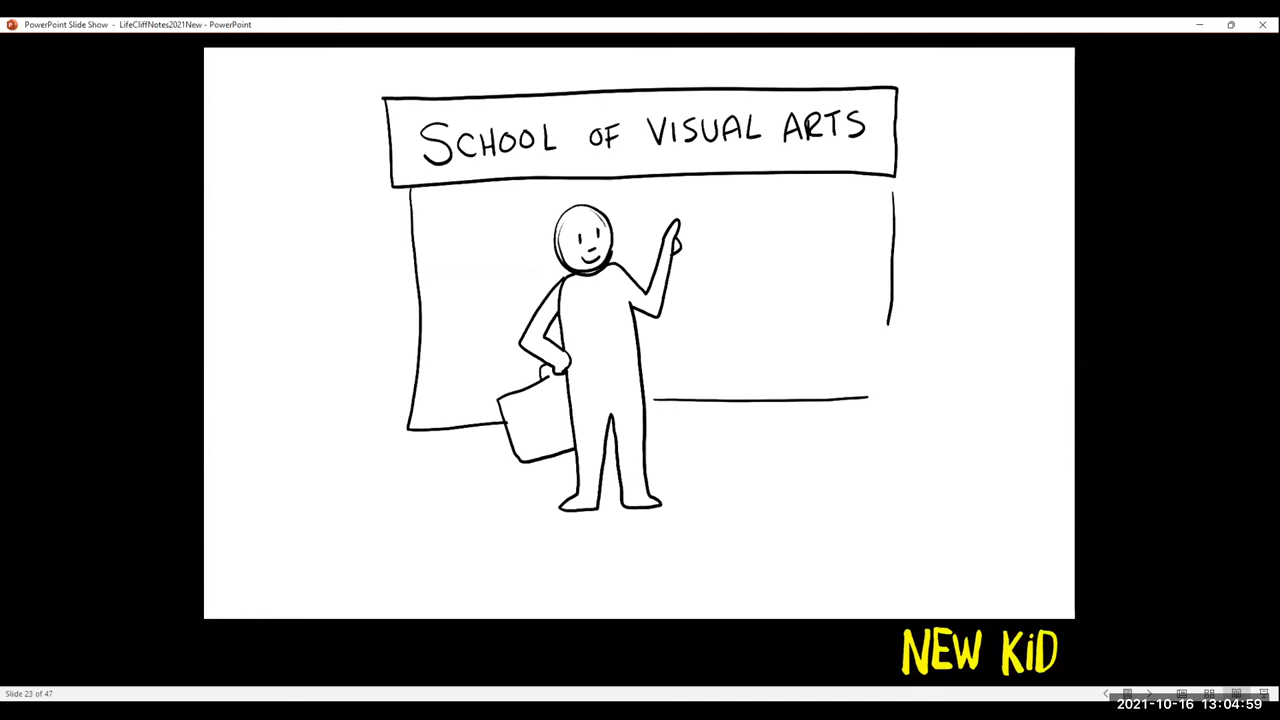 PowerPoint Slide Show - LifeCliffNotes2021New - PowerPoint
SCHOOL OF VISUAL ARTS
NEW KiD
Slide 23 of 47
2021-10-16 13:04:59